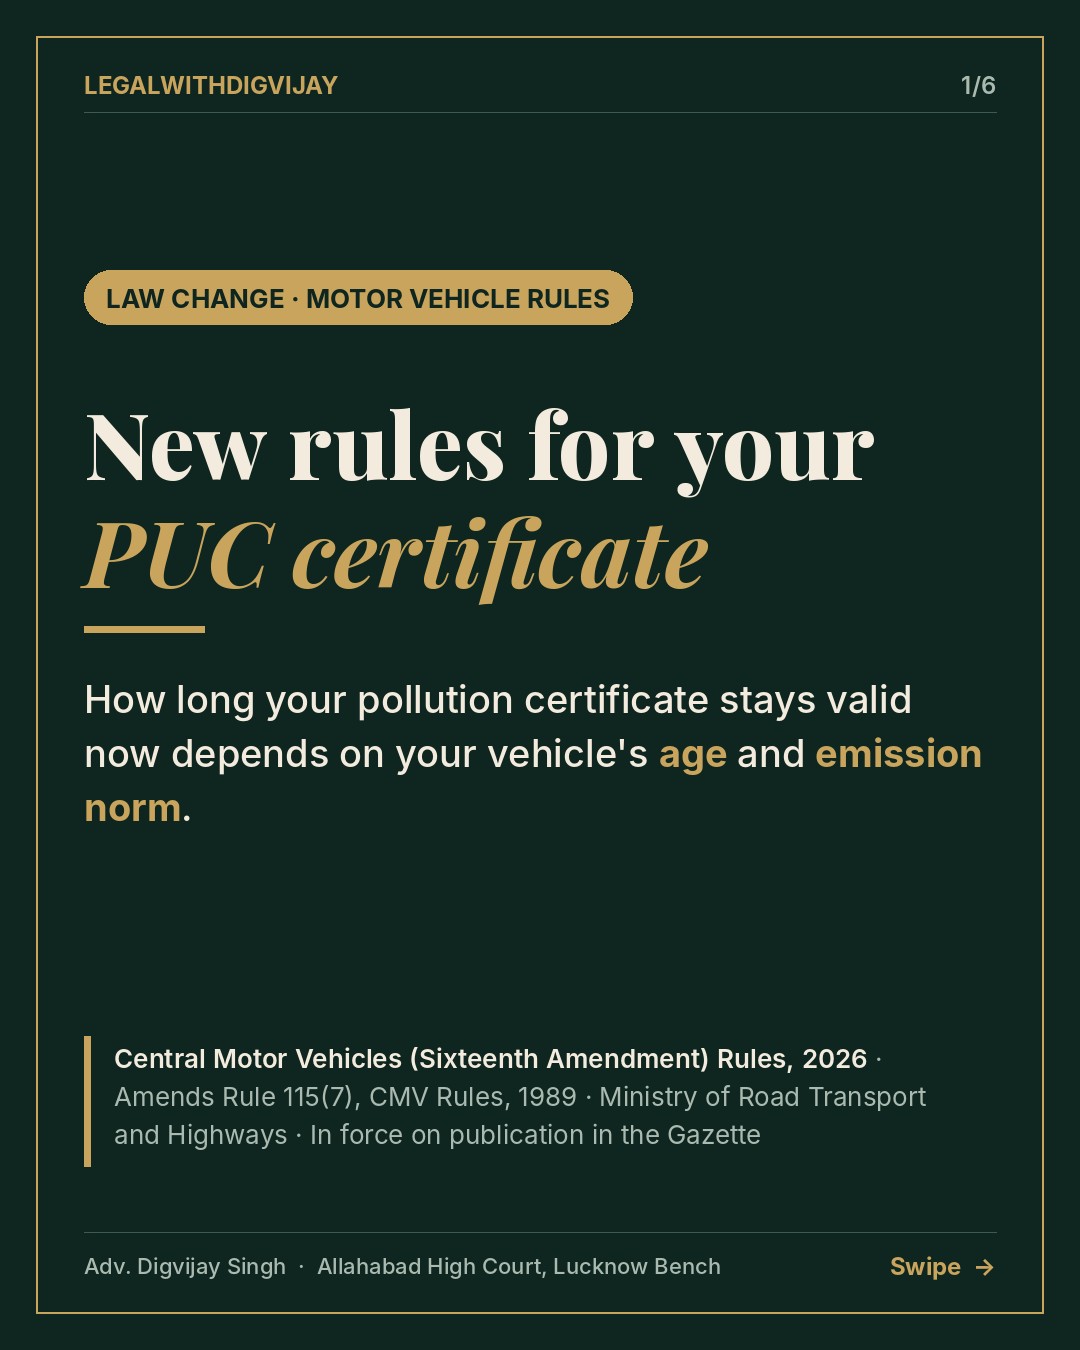 LEGALWITHDIGVIJAY
1/6
LAW CHANGE · MOTOR VEHICLE RULES
New rules for your
PUC certificate
How long your pollution certificate stays valid
now depends on your vehicle's age and emission
norm.
Central Motor Vehicles (Sixteenth Amendment) Rules, 2026 ·
Amends Rule 115(7), CMV Rules, 1989 · Ministry of Road Transport
and Highways · In force on publication in the Gazette
Adv. Digvijay Singh · Allahabad High Court, Lucknow Bench
Swipe →